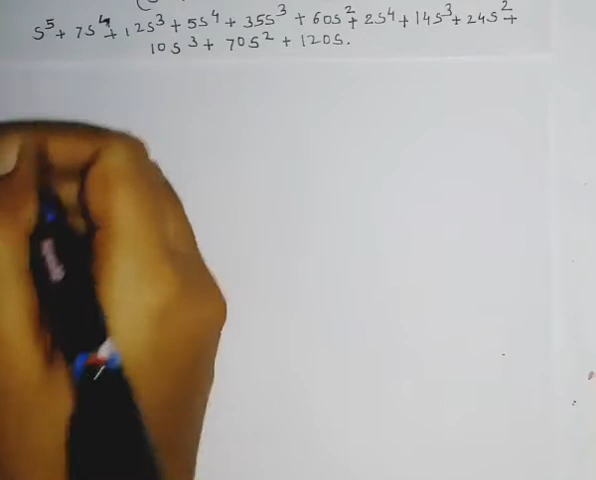 s⁵ + 7s⁴ + 12s³ + 5s⁴ + 35s³ + 60s² + 2s⁴ + 14s³ + 24s² +
10s³ + 70s² + 120s.